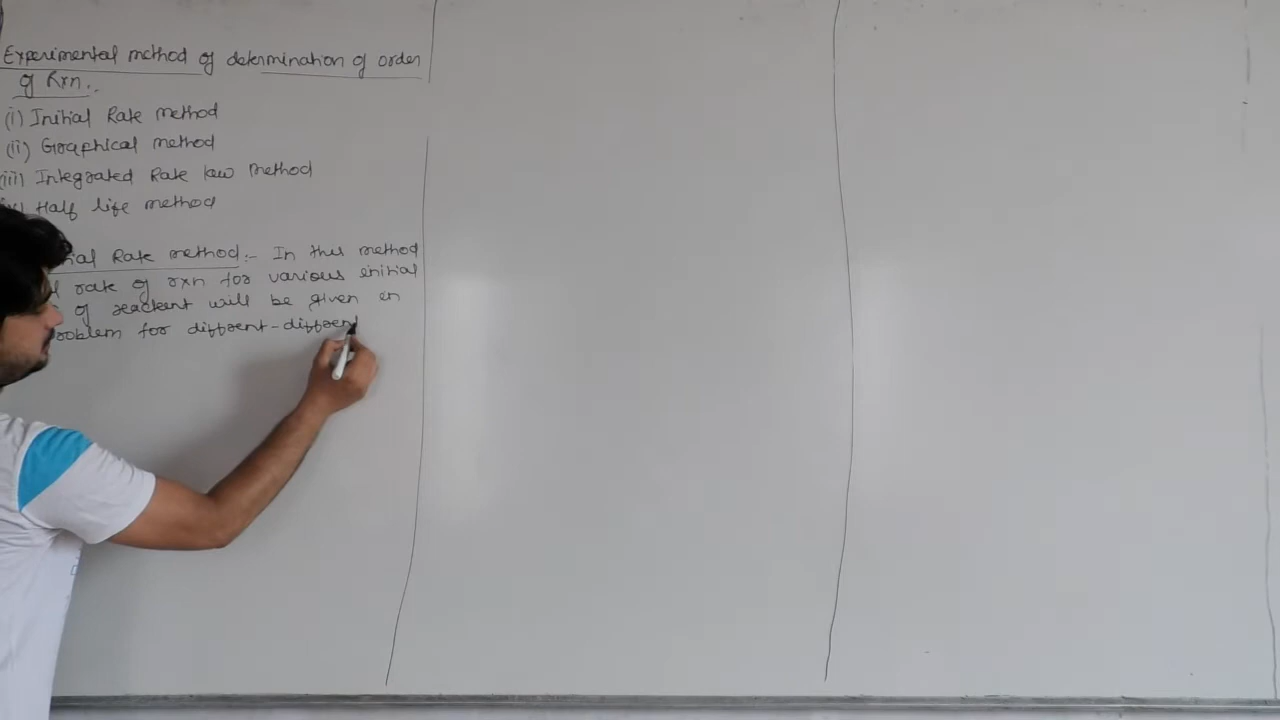 Experimental method of determination of order
of Rxn.
(i) Initial Rate method
(ii) Graphical method
(iii) Integrated Rate law method
Half life method
Rate method :- In this method
rate of rxn for various initial
of reactent will be given in
for different-different